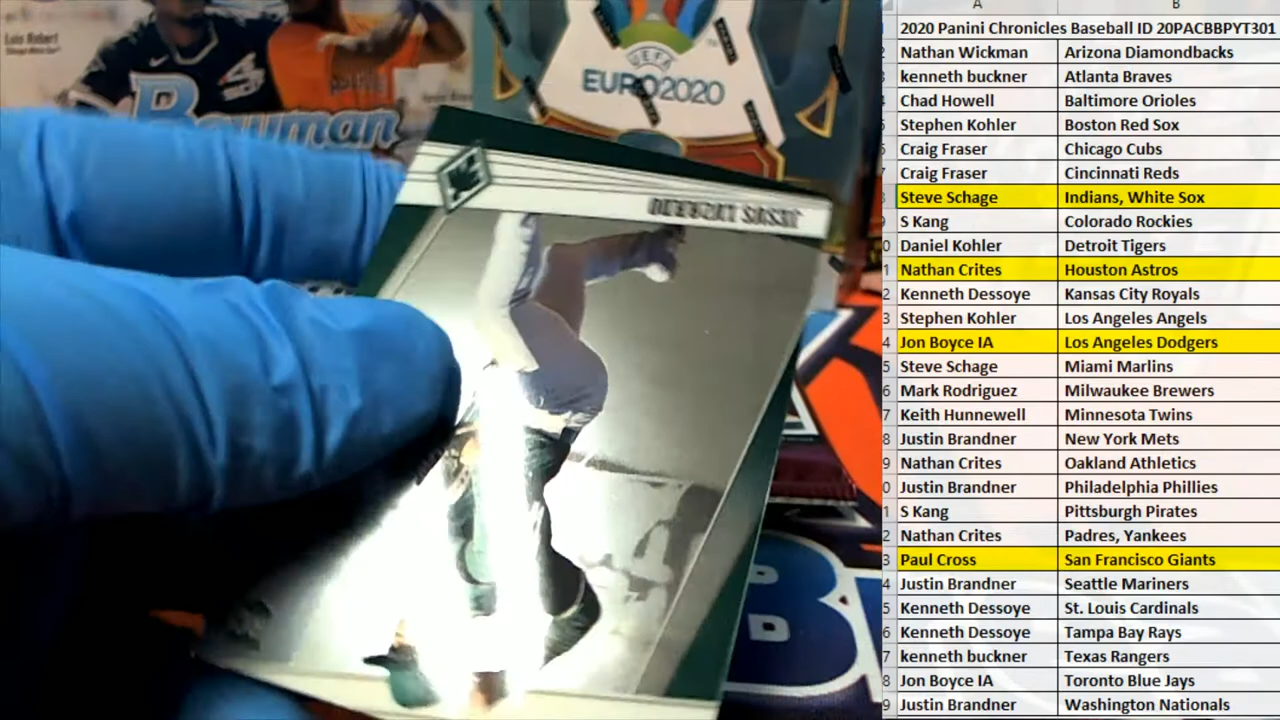 Luis Robert
Bowman
UEFA
EURO2020
JESUS LUZARDO
A B
2020 Panini Chronicles Baseball ID 20PACBBPYT301
Nathan Wickman Arizona Diamondbacks
kenneth buckner Atlanta Braves
Chad Howell Baltimore Orioles
Stephen Kohler Boston Red Sox
Craig Fraser Chicago Cubs
Craig Fraser Cincinnati Reds
Steve Schage Indians, White Sox
S Kang Colorado Rockies
Daniel Kohler Detroit Tigers
Nathan Crites Houston Astros
Kenneth Dessoye Kansas City Royals
Stephen Kohler Los Angeles Angels
Jon Boyce IA Los Angeles Dodgers
Steve Schage Miami Marlins
Mark Rodriguez Milwaukee Brewers
Keith Hunnewell Minnesota Twins
Justin Brandner New York Mets
Nathan Crites Oakland Athletics
Justin Brandner Philadelphia Phillies
S Kang Pittsburgh Pirates
Nathan Crites Padres, Yankees
Paul Cross San Francisco Giants
Justin Brandner Seattle Mariners
Kenneth Dessoye St. Louis Cardinals
Kenneth Dessoye Tampa Bay Rays
kenneth buckner Texas Rangers
Jon Boyce IA Toronto Blue Jays
Justin Brandner Washington Nationals